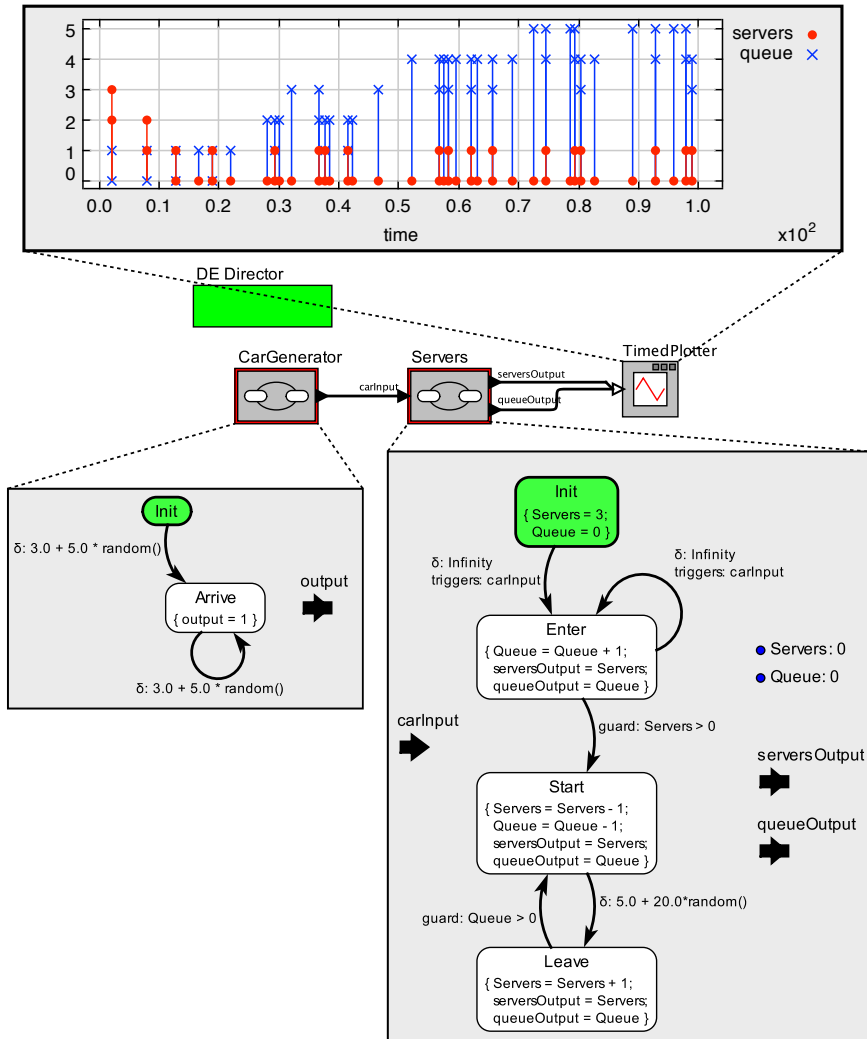 servers
queue
5
4
3
2
1
0
0.0 0.1 0.2 0.3 0.4 0.5 0.6 0.7 0.8 0.9 1.0
time
x10²
DE Director
CarGenerator
Servers
TimedPlotter
carInput
serversOutput
queueOutput
Init
δ: 3.0 + 5.0 * random()
Arrive
{ output = 1 }
δ: 3.0 + 5.0 * random()
output
Init
{ Servers = 3;
Queue = 0 }
δ: Infinity
triggers: carInput
δ: Infinity
triggers: carInput
Enter
{ Queue = Queue + 1;
serversOutput = Servers;
queueOutput = Queue }
Servers: 0
Queue: 0
carInput
guard: Servers > 0
serversOutput
Start
{ Servers = Servers - 1;
Queue = Queue - 1;
serversOutput = Servers;
queueOutput = Queue }
queueOutput
guard: Queue > 0
δ: 5.0 + 20.0*random()
Leave
{ Servers = Servers + 1;
serversOutput = Servers;
queueOutput = Queue }